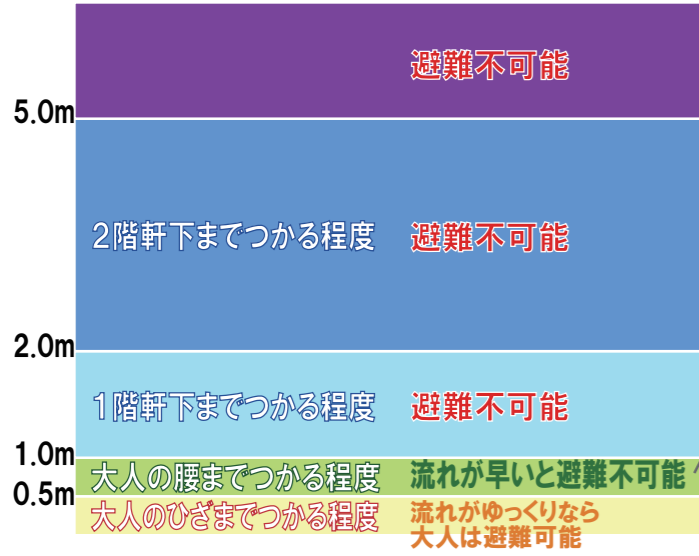 避難不可能
5.0m
2階軒下までつかる程度 避難不可能
2.0m
1階軒下までつかる程度 避難不可能
1.0m
大人の腰までつかる程度 流れが早いと避難不可能
0.5m
大人のひざまでつかる程度 流れがゆっくりなら
大人は避難可能